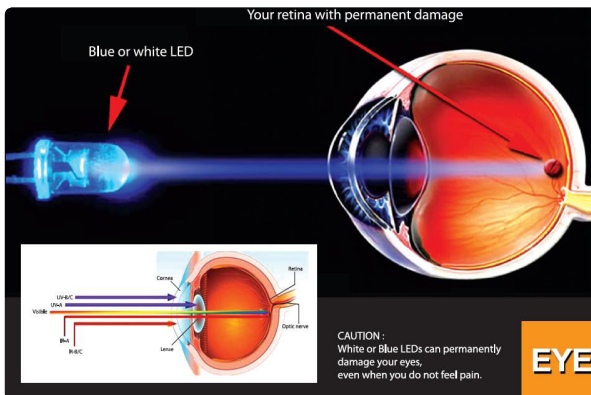 Your retina with permanent damage
Blue or white LED
Cornea
Retina
UV-B/C
UV-A
Visible
IR-A
IR-B/C
Optic nerve
Lense
CAUTION :
White or Blue LEDs can permanently
damage your eyes,
even when you do not feel pain.
EYE